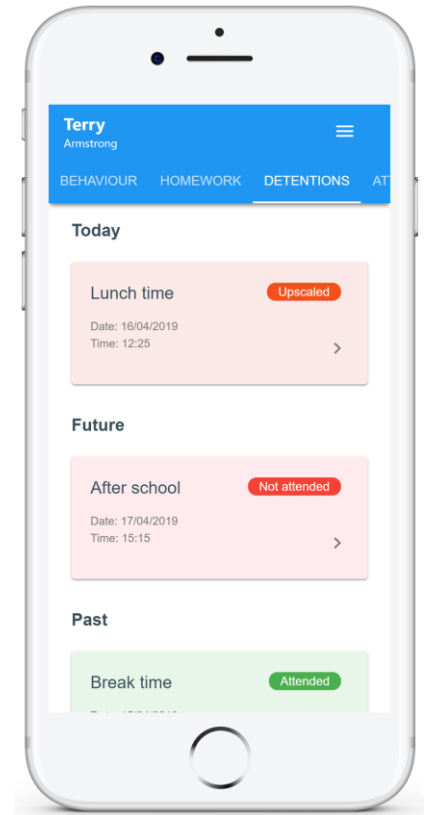 Terry
Armstrong
BEHAVIOUR HOMEWORK DETENTIONS AT
Today
Lunch time Upscaled
Date: 16/04/2019
Time: 12:25
Future
After school Not attended
Date: 17/04/2019
Time: 15:15
Past
Break time Attended